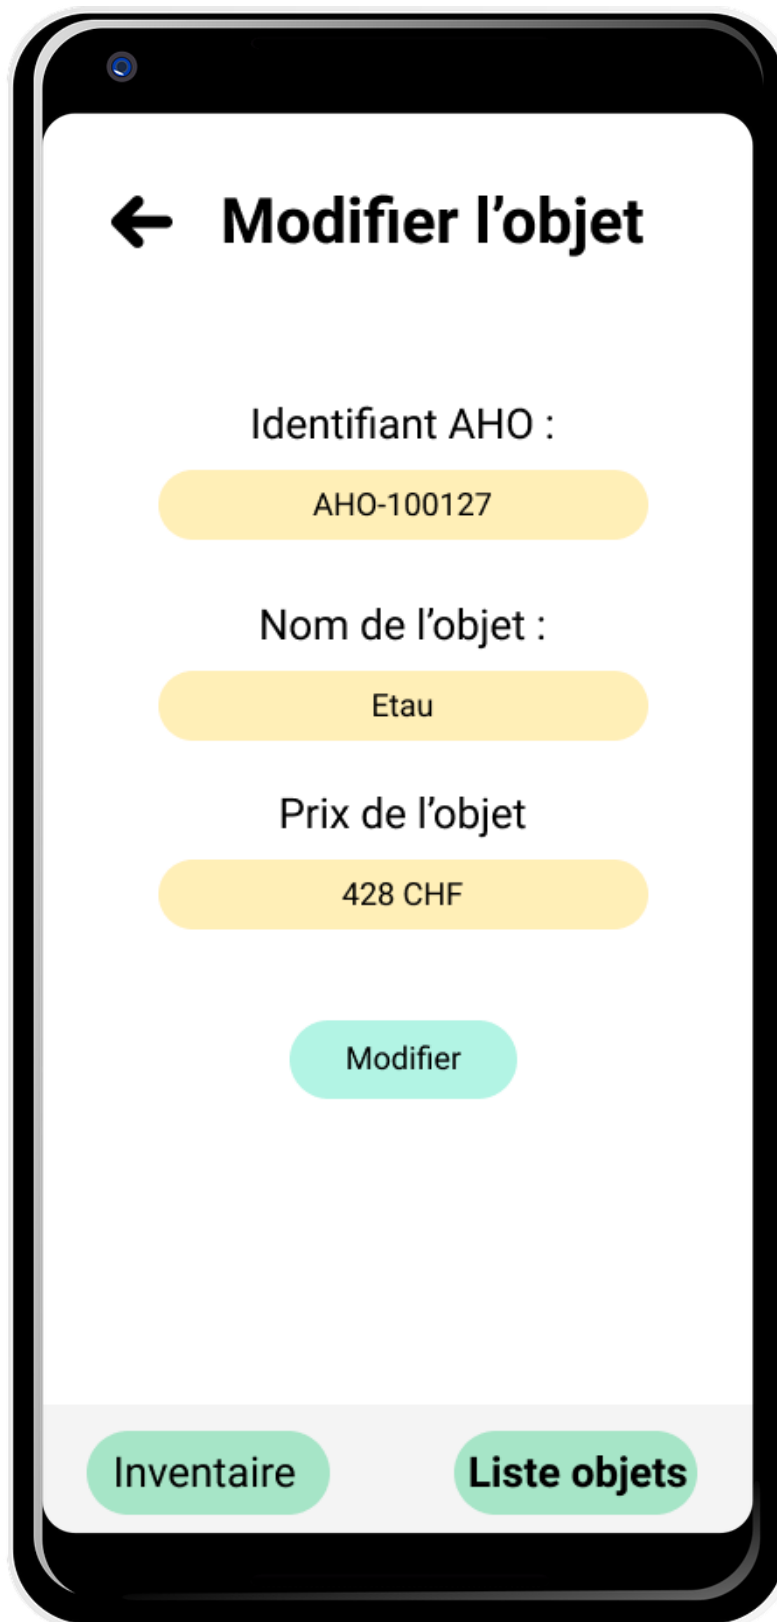 Modifier l’objet
Identifiant AHO :
AHO-100127
Nom de l’objet :
Etau
Prix de l’objet
428 CHF
Modifier
Inventaire
Liste objets